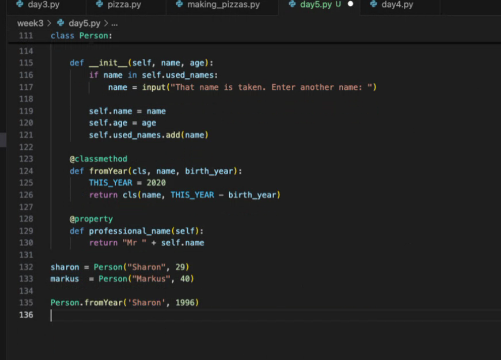 day3.py pizza.py making_pizzas.py day5.py U day4.py
week3 > day5.py > ...
111 class Person:
114
115 def __init__(self, name, age):
116 if name in self.used_names:
117 name = input("That name is taken. Enter another name: ")
118
119 self.name = name
120 self.age = age
121 self.used_names.add(name)
122
123 @classmethod
124 def fromYear(cls, name, birth_year):
125 THIS_YEAR = 2020
126 return cls(name, THIS_YEAR - birth_year)
127
128 @property
129 def professional_name(self):
130 return "Mr " + self.name
131
132 sharon = Person("Sharon", 29)
133 markus  = Person("Markus", 40)
134
135 Person.fromYear('Sharon', 1996)
136